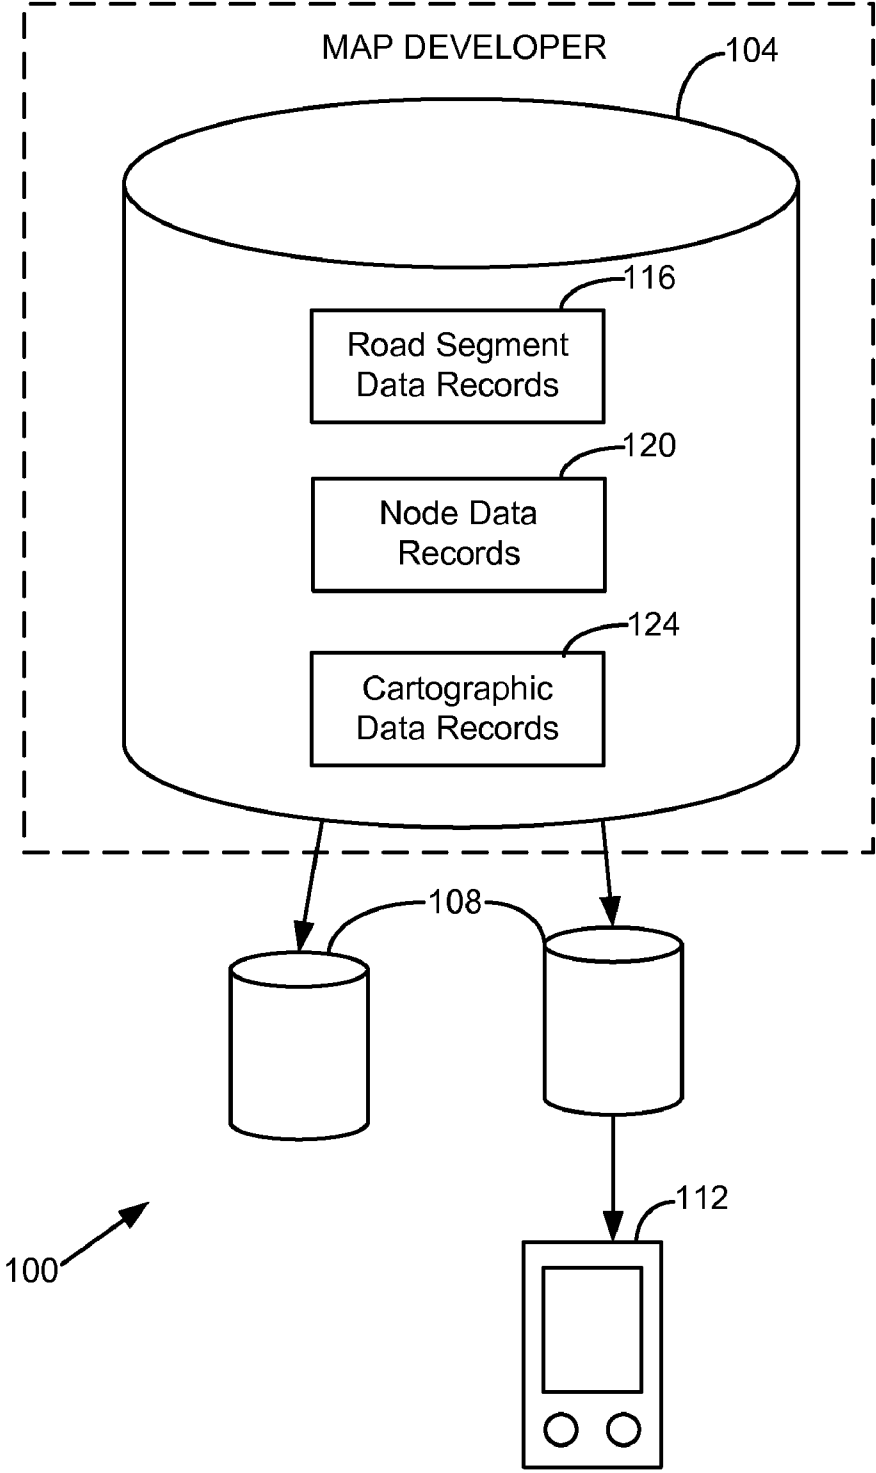 MAP DEVELOPER
104
116
Road Segment
Data Records
120
Node Data
Records
124
Cartographic
Data Records
108
112
100